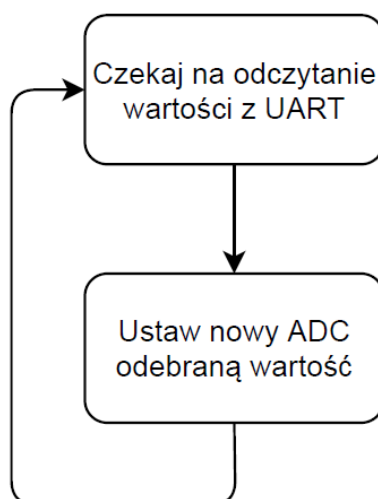 Czekaj na odczytanie
wartości z UART
Ustaw nowy ADC
odebraną wartość